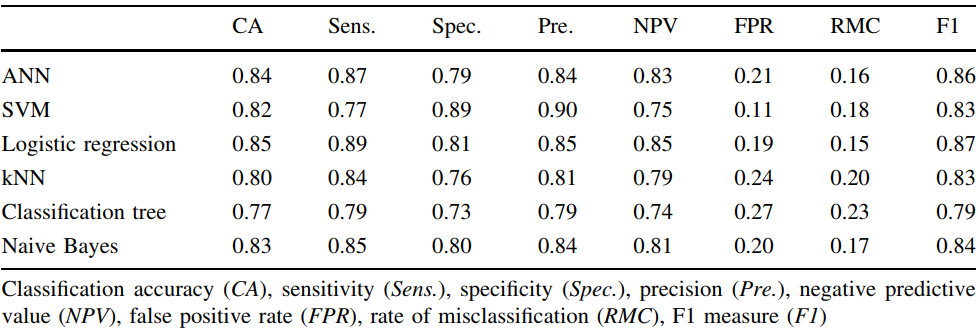 CA Sens. Spec. Pre. NPV FPR RMC F1
ANN 0.84 0.87 0.79 0.84 0.83 0.21 0.16 0.86
SVM 0.82 0.77 0.89 0.90 0.75 0.11 0.18 0.83
Logistic regression 0.85 0.89 0.81 0.85 0.85 0.19 0.15 0.87
kNN 0.80 0.84 0.76 0.81 0.79 0.24 0.20 0.83
Classification tree 0.77 0.79 0.73 0.79 0.74 0.27 0.23 0.79
Naive Bayes 0.83 0.85 0.80 0.84 0.81 0.20 0.17 0.84
Classification accuracy (CA), sensitivity (Sens.), specificity (Spec.), precision (Pre.), negative predictive
value (NPV), false positive rate (FPR), rate of misclassification (RMC), F1 measure (F1)